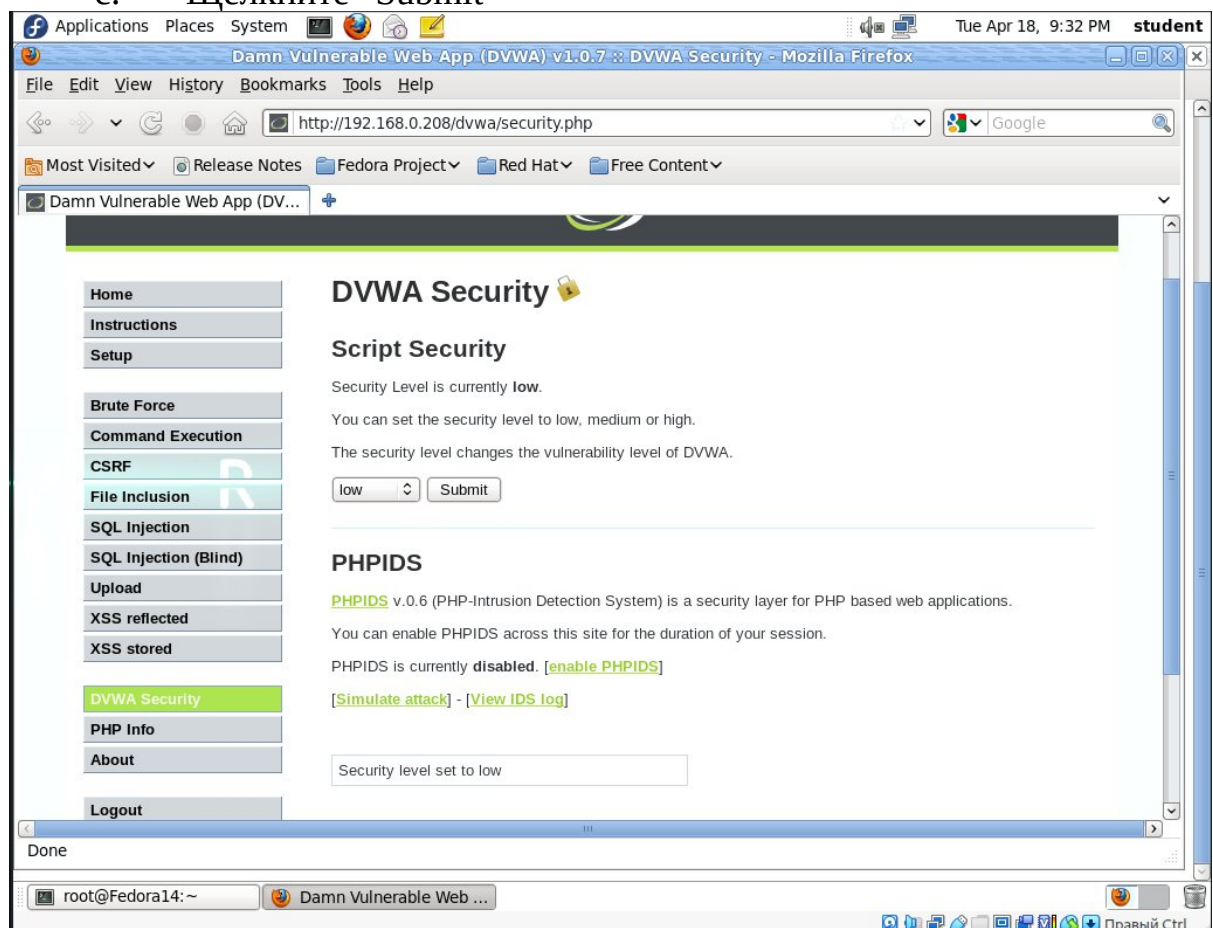 Щёлкните "Submit"
Applications Places System Tue Apr 18, 9:32 PM student
Damn Vulnerable Web App (DVWA) v1.0.7 :: DVWA Security - Mozilla Firefox
File Edit View History Bookmarks Tools Help
http://192.168.0.208/dvwa/security.php Google
Most Visited Release Notes Fedora Project Red Hat Free Content
Damn Vulnerable Web App (DV...
Home
Instructions
Setup
Brute Force
Command Execution
CSRF
File Inclusion
SQL Injection
SQL Injection (Blind)
Upload
XSS reflected
XSS stored
DVWA Security
PHP Info
About
Logout
DVWA Security
Script Security
Security Level is currently low.
You can set the security level to low, medium or high.
The security level changes the vulnerability level of DVWA.
low Submit
PHPIDS
PHPIDS v.0.6 (PHP-Intrusion Detection System) is a security layer for PHP based web applications.
You can enable PHPIDS across this site for the duration of your session.
PHPIDS is currently disabled. [enable PHPIDS]
[Simulate attack] - [View IDS log]
Security level set to low
Done
root@Fedora14:~ Damn Vulnerable Web ...
Правый Ctrl